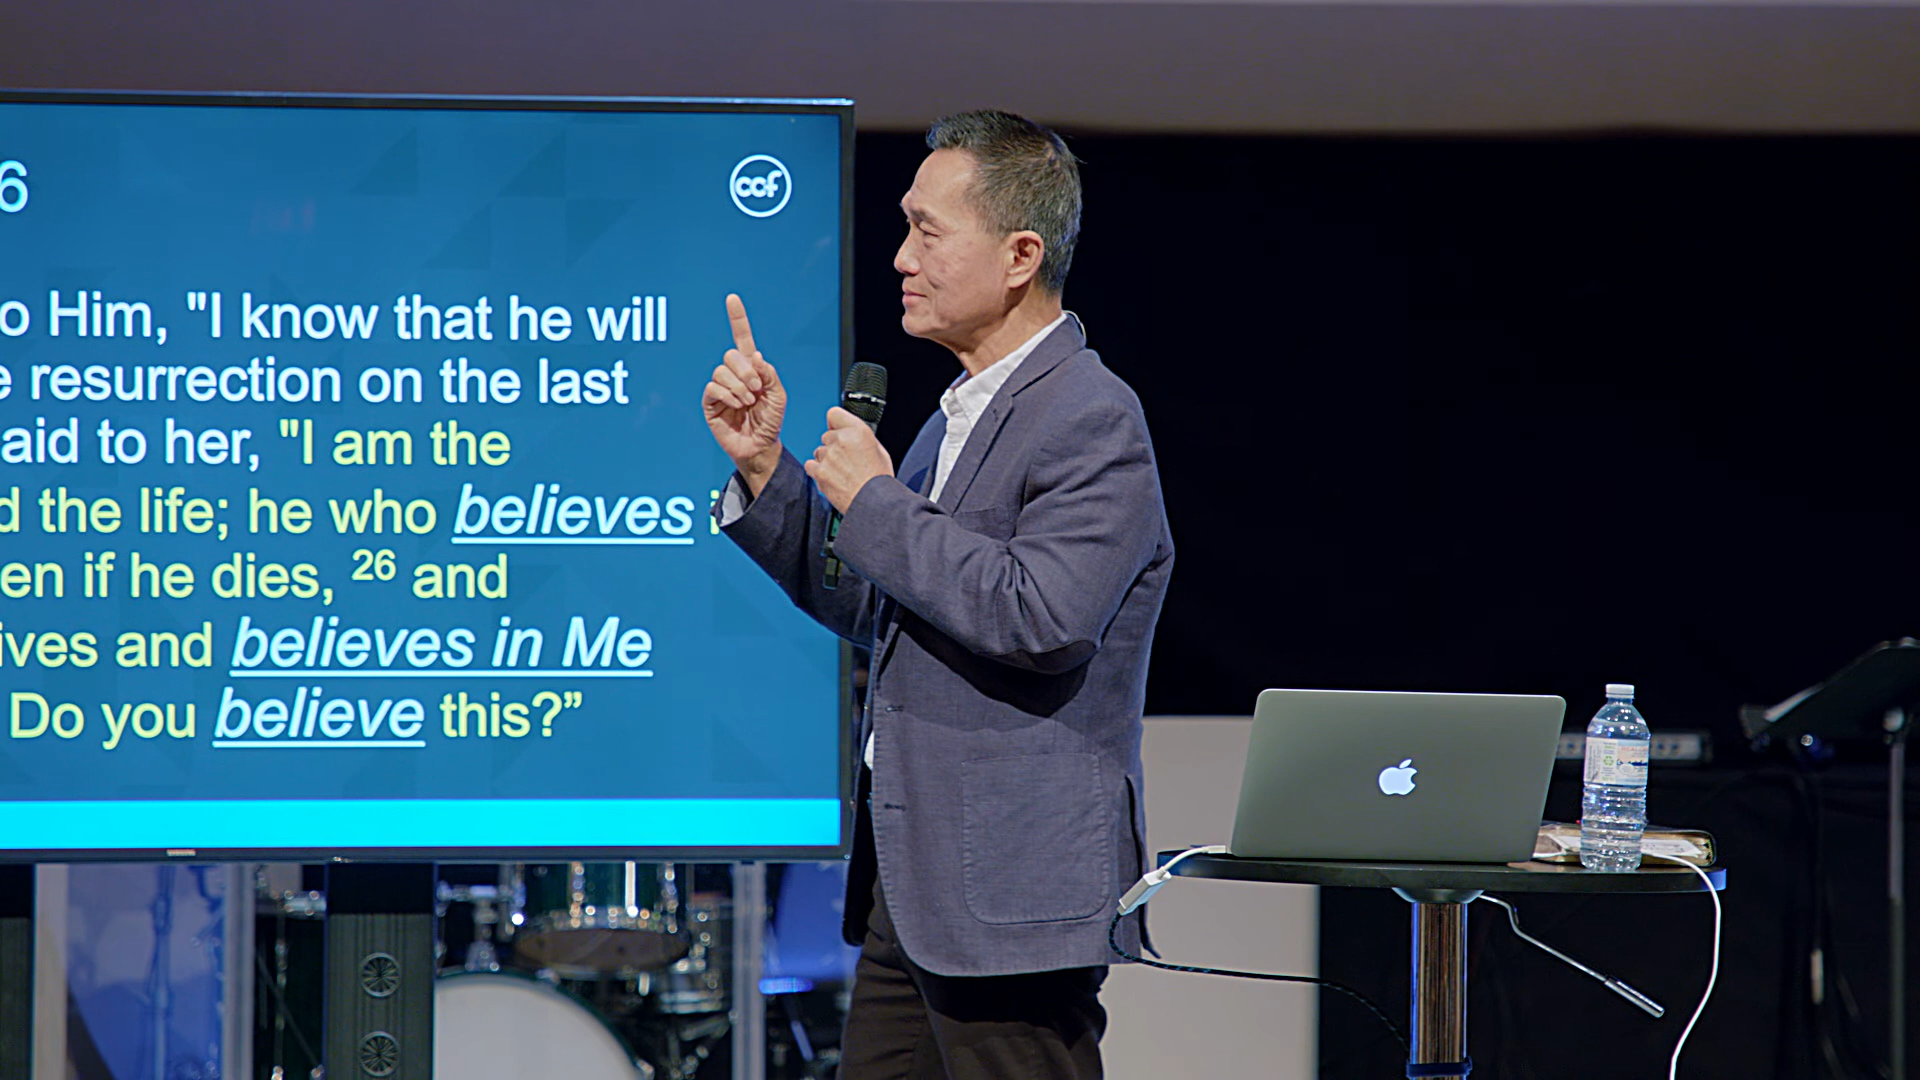 6
ccf
o Him, "I know that he will
e resurrection on the last
aid to her, "I am the
d the life; he who believes i
en if he dies, 26 and
ives and believes in Me
Do you believe this?”